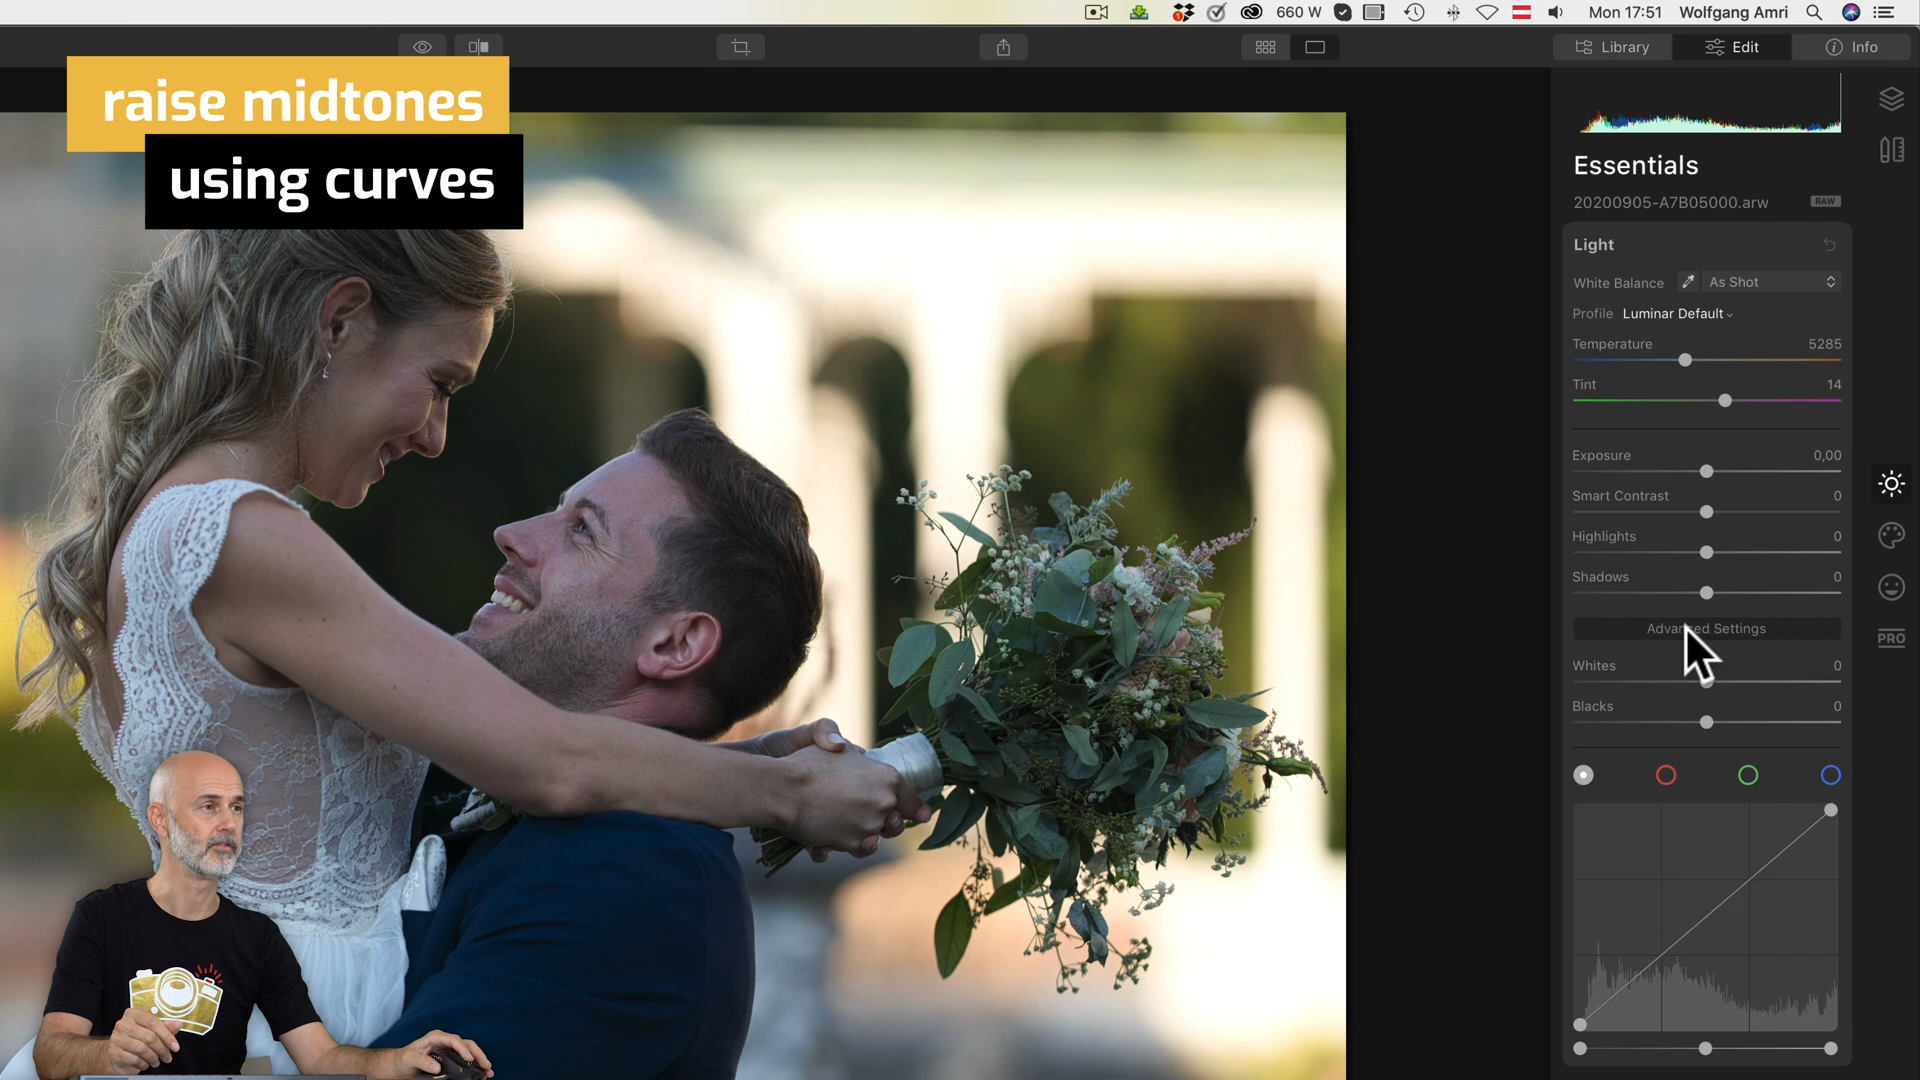 660 W
Mon 17:51 Wolfgang Amri
Library
Edit
Info
raise midtones
using curves
Essentials
20200905-A7B05000.arw RAW
Light
White Balance As Shot
Profile Luminar Default
Temperature 5285
Tint 14
Exposure 0,00
Smart Contrast 0
Highlights 0
Shadows 0
Advanced Settings
Whites 0
Blacks 0
PRO